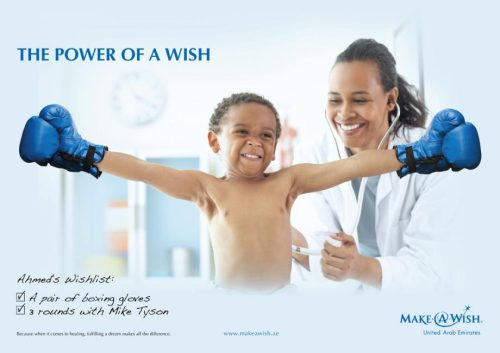 THE POWER OF A WISH
Ahmed's Wishlist:
A pair of boxing gloves
3 rounds with Mike Tyson
Because when it comes to healing, fulfilling a dream makes all the difference.
www.makeawish.ae
MAKE-A-WISH.
United Arab Emirates